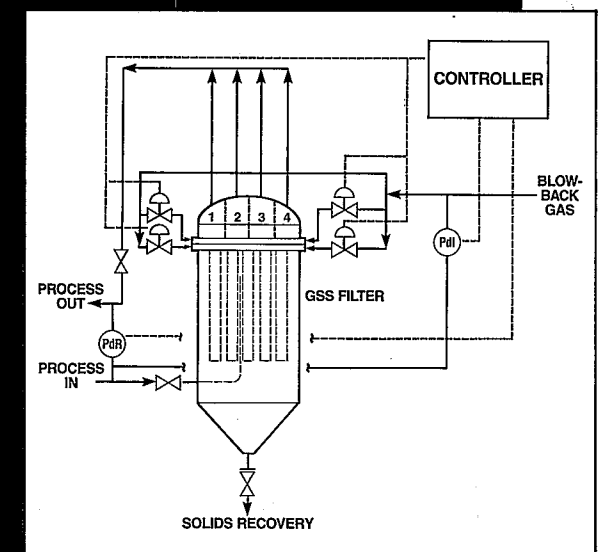 CONTROLLER
BLOW-
BACK
GAS
1 2 3 4
PdI
GSS FILTER
PROCESS
OUT
PdR
PROCESS
IN
SOLIDS RECOVERY